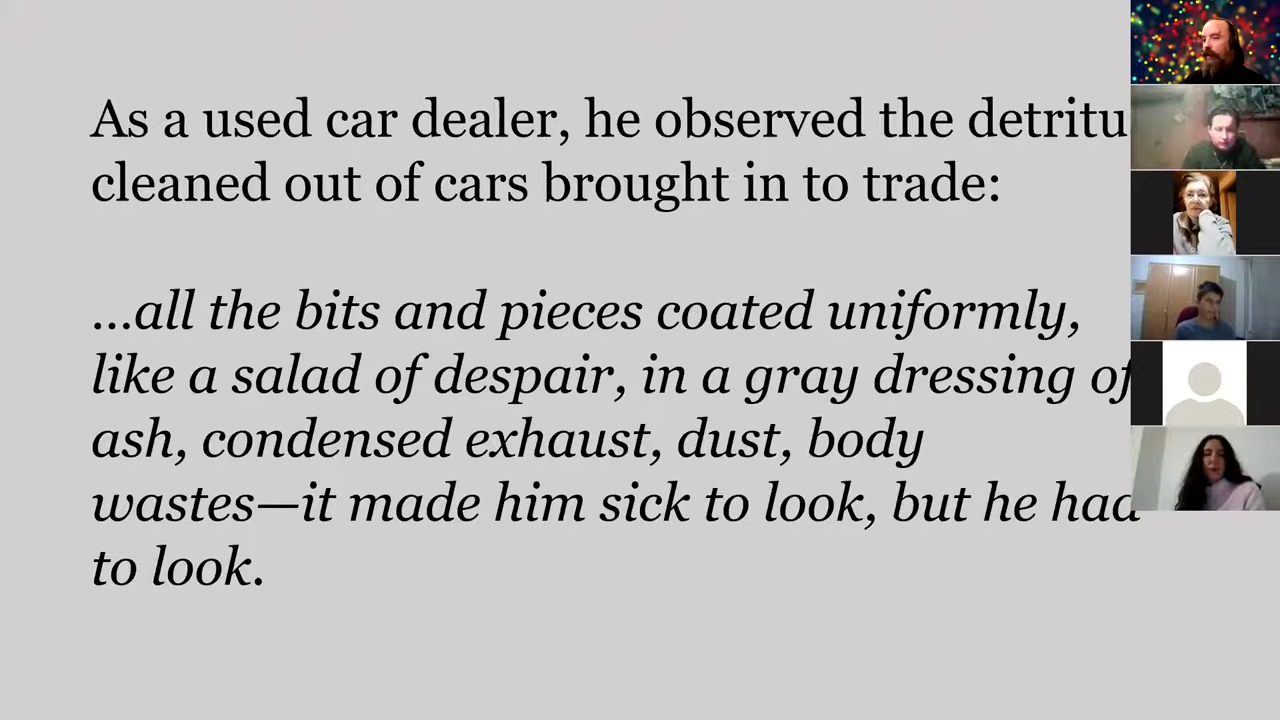 As a used car dealer, he observed the detritu
cleaned out of cars brought in to trade:
...all the bits and pieces coated uniformly,
like a salad of despair, in a gray dressing of
ash, condensed exhaust, dust, body
wastes—it made him sick to look, but he had
to look.